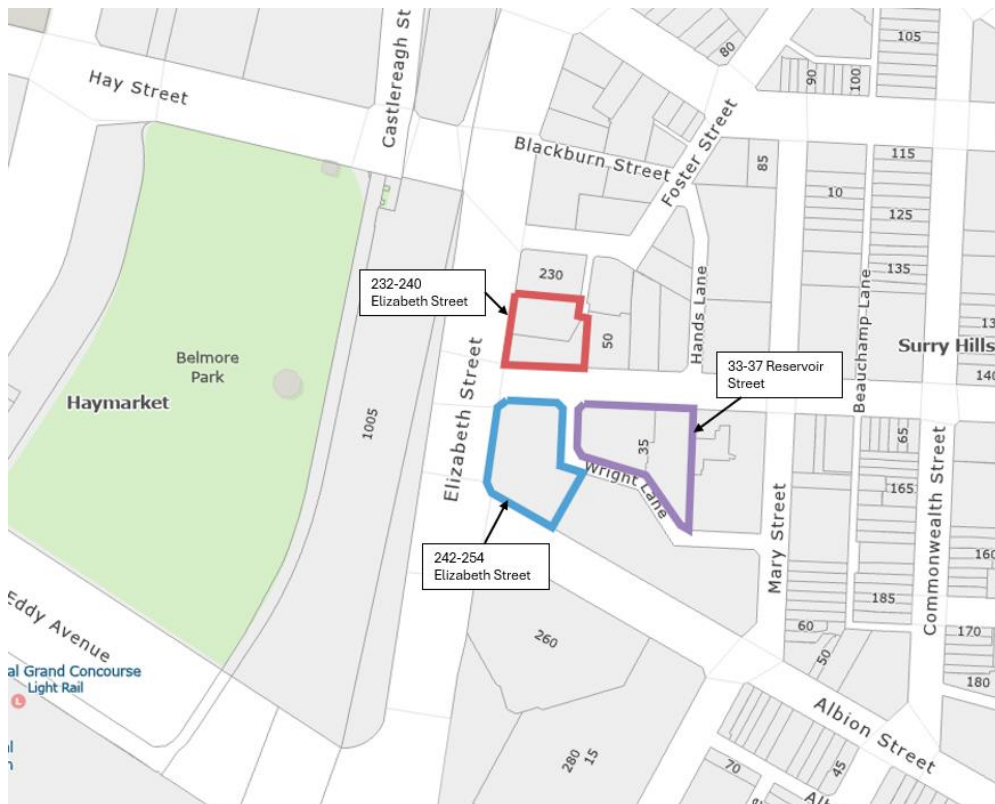 Hay Street
Castlereagh St
Blackburn Street
Foster Street
80
90
100
105
85
115
10
125
135
230
232-240
Elizabeth Street
50
Hands Lane
Beauchamp Lane
Surry Hills
140
Belmore
Park
Haymarket
1005
Elizabeth Street
33-37 Reservoir
Street
35
Wright Lane
65
165
Mary Street
Commonwealth Street
160
185
242-254
Elizabeth Street
60
50
170
180
260
280
15
Albion Street
70
45
Eddy Avenue
al Grand Concourse
Light Rail
L